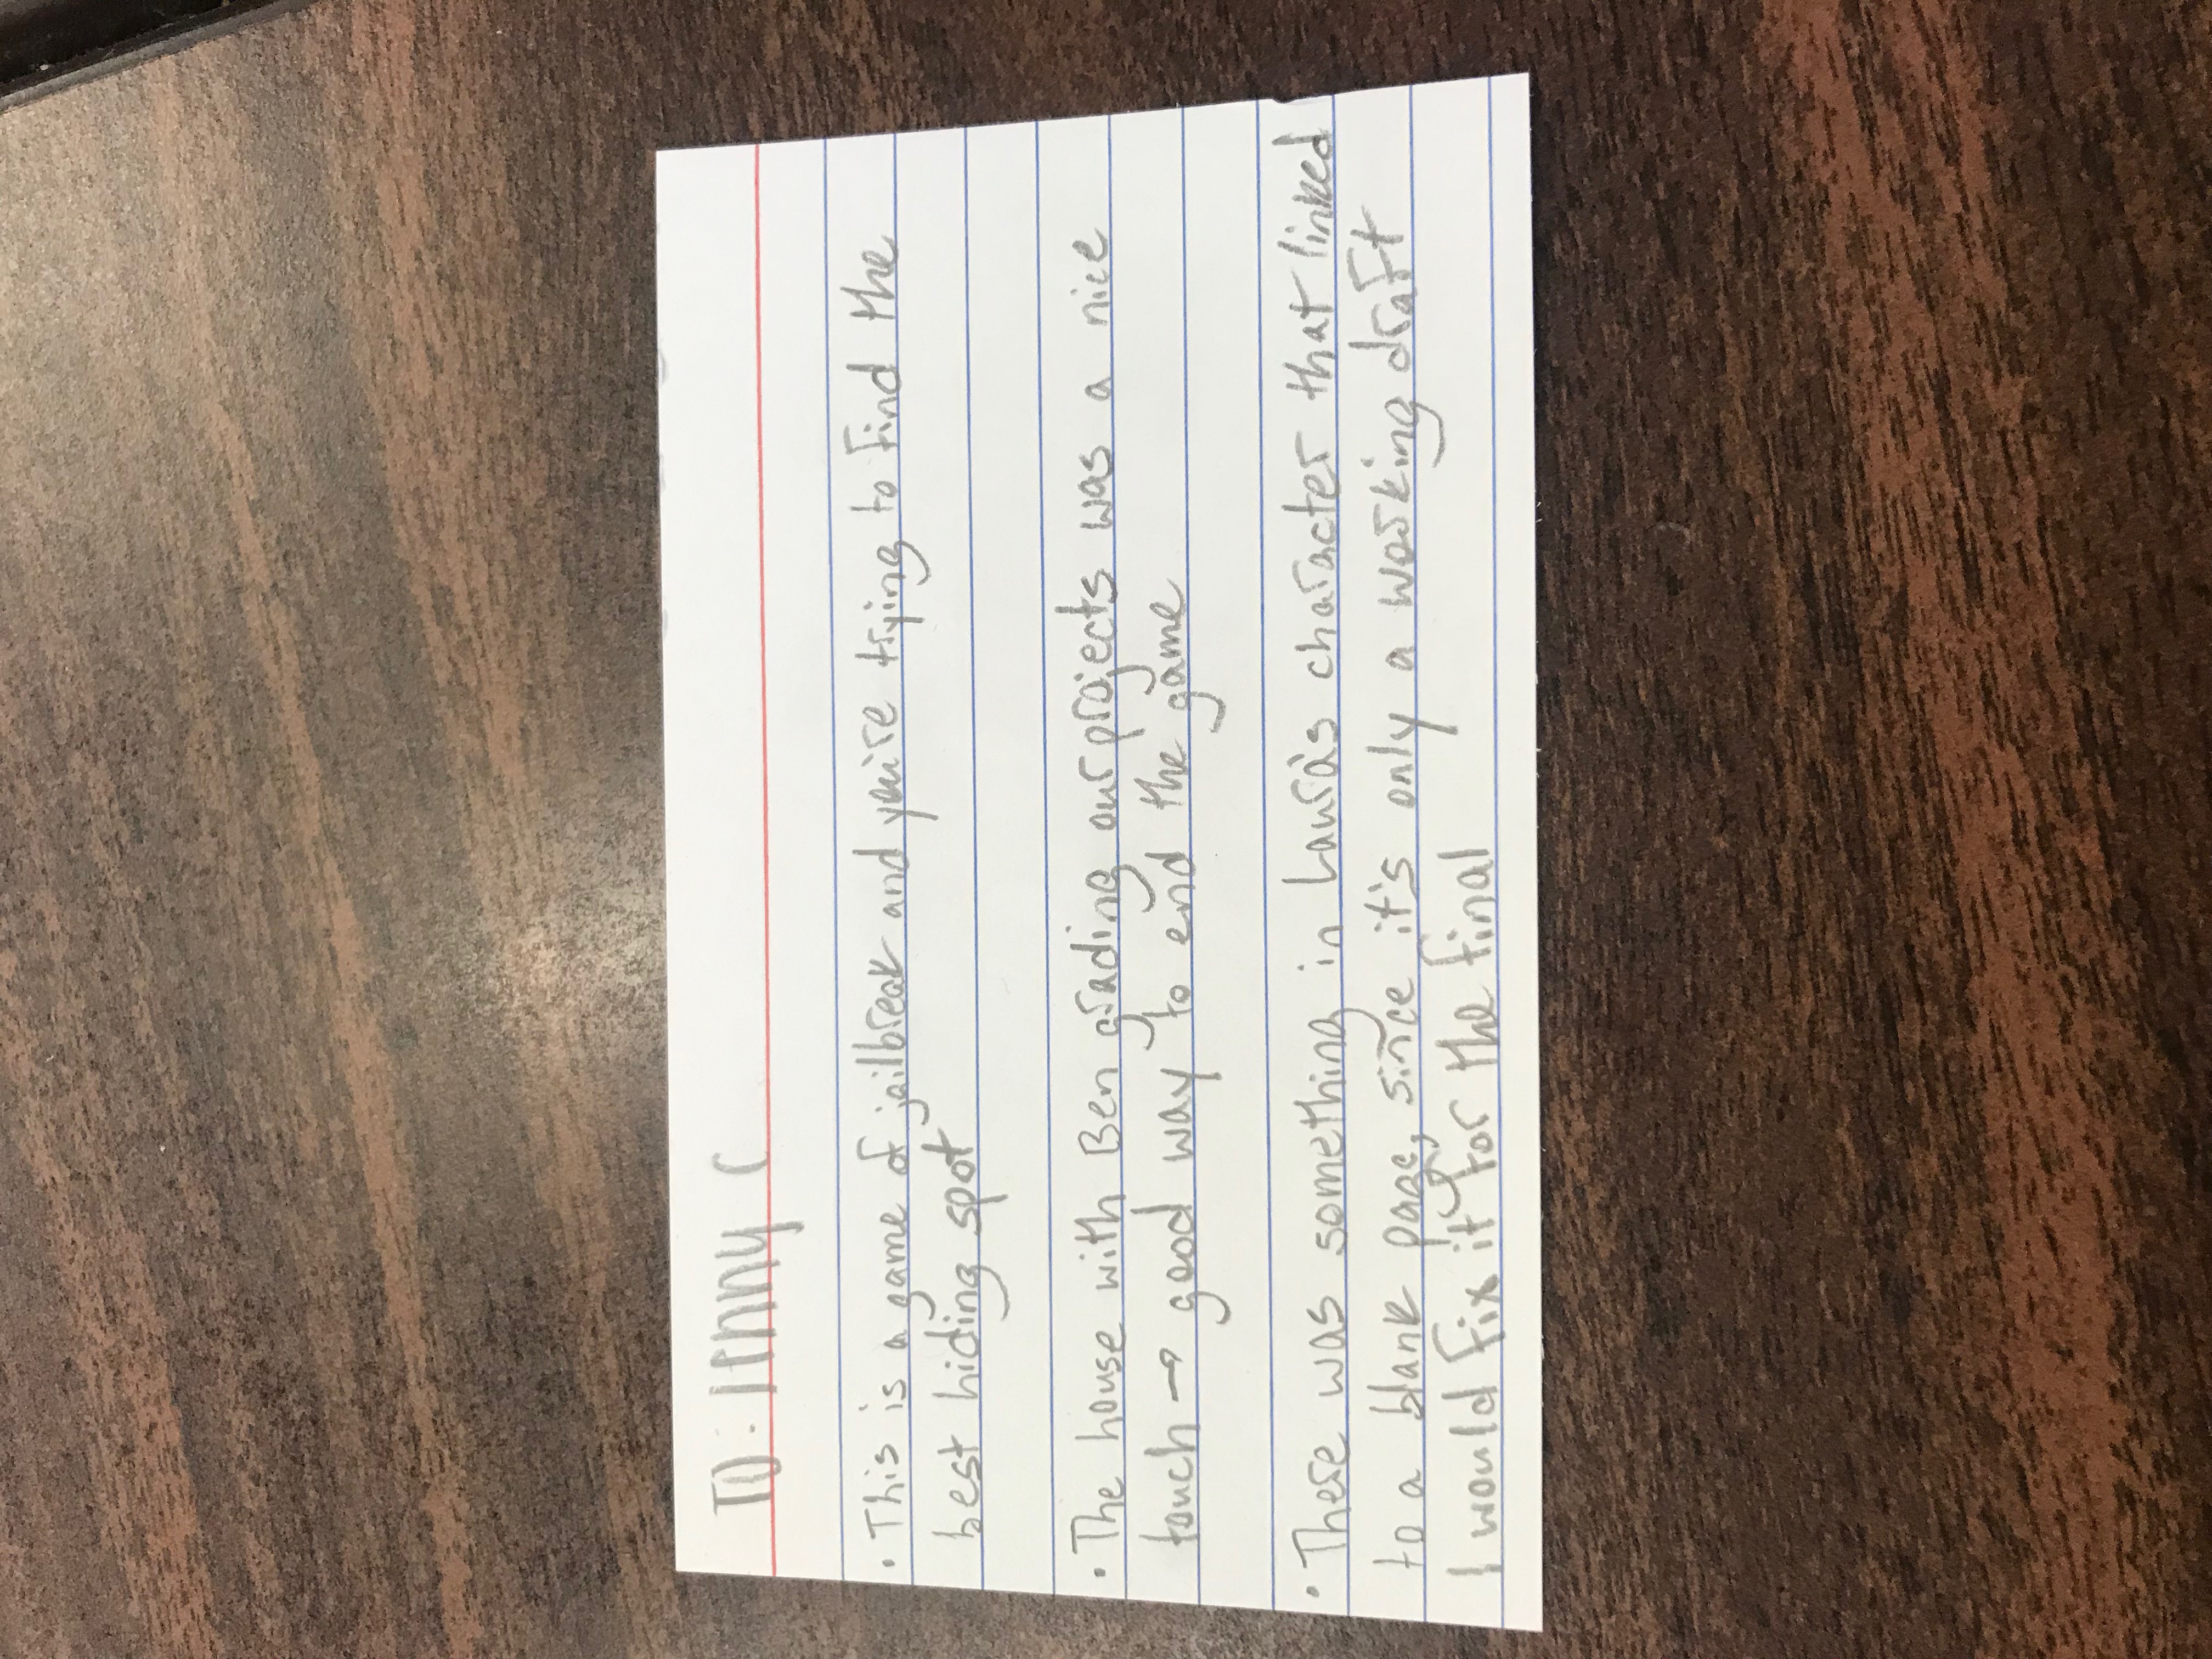 TO: Jenny C
• This is a game of jailbreak and you're trying to find the
best hiding spot
• The house with Ben grading our projects was a nice
touch → good way to end the game
• There was something in Laura's character that linked
to a blank page, since it's only a working draft
I would fix it for the final